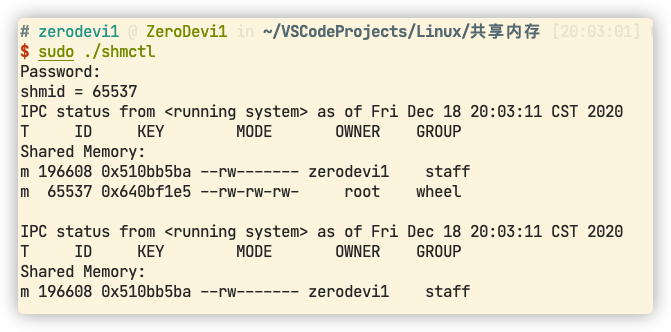 # zerodevi1 @ ZeroDevi1 in ~/VSCodeProjects/Linux/共享内存 [20:03:01]
$ sudo ./shmctl
Password:
shmid = 65537
IPC status from <running system> as of Fri Dec 18 20:03:11 CST 2020
T     ID     KEY        MODE       OWNER    GROUP
Shared Memory:
m 196608 0x510bb5ba --rw------- zerodevi1    staff
m  65537 0x640bf1e5 --rw-rw-rw-     root    wheel

IPC status from <running system> as of Fri Dec 18 20:03:11 CST 2020
T     ID     KEY        MODE       OWNER    GROUP
Shared Memory:
m 196608 0x510bb5ba --rw------- zerodevi1    staff